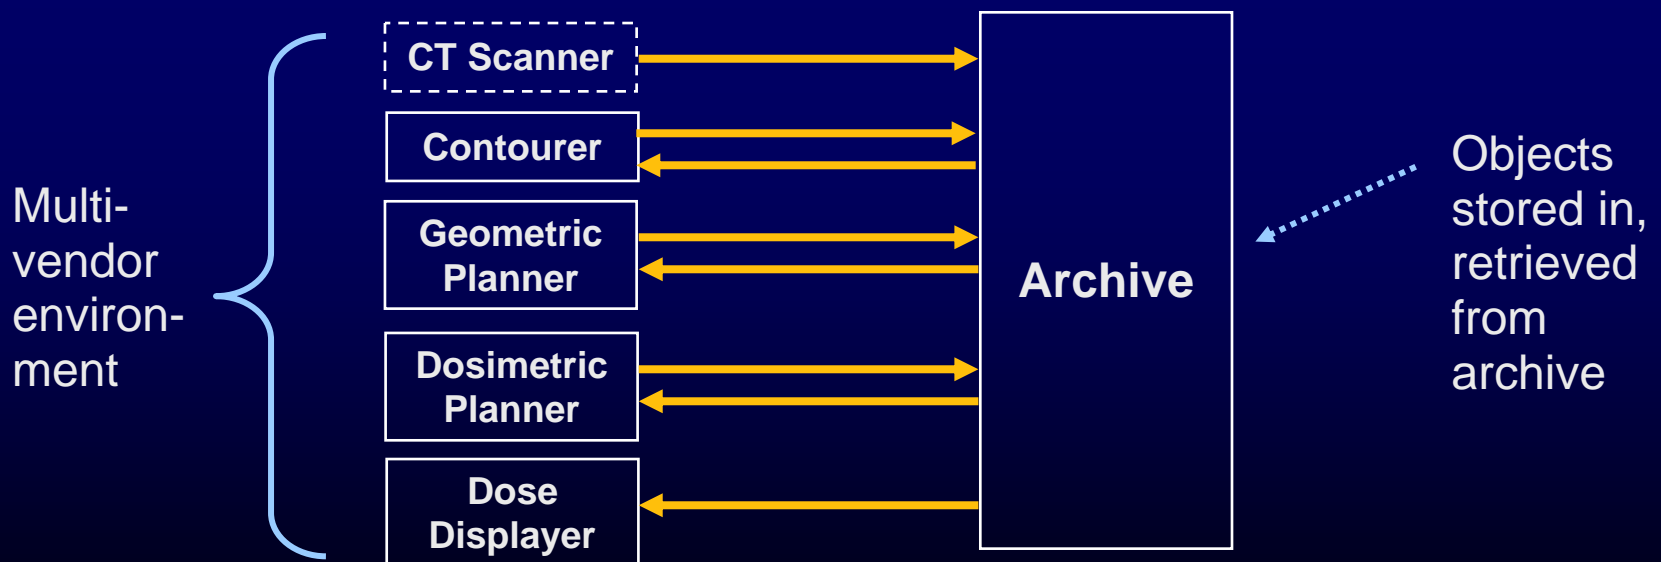 Multi-
vendor
environ-
ment
CT Scanner
Contourer
Geometric
Planner
Dosimetric
Planner
Dose
Displayer
Archive
Objects
stored in,
retrieved
from
archive